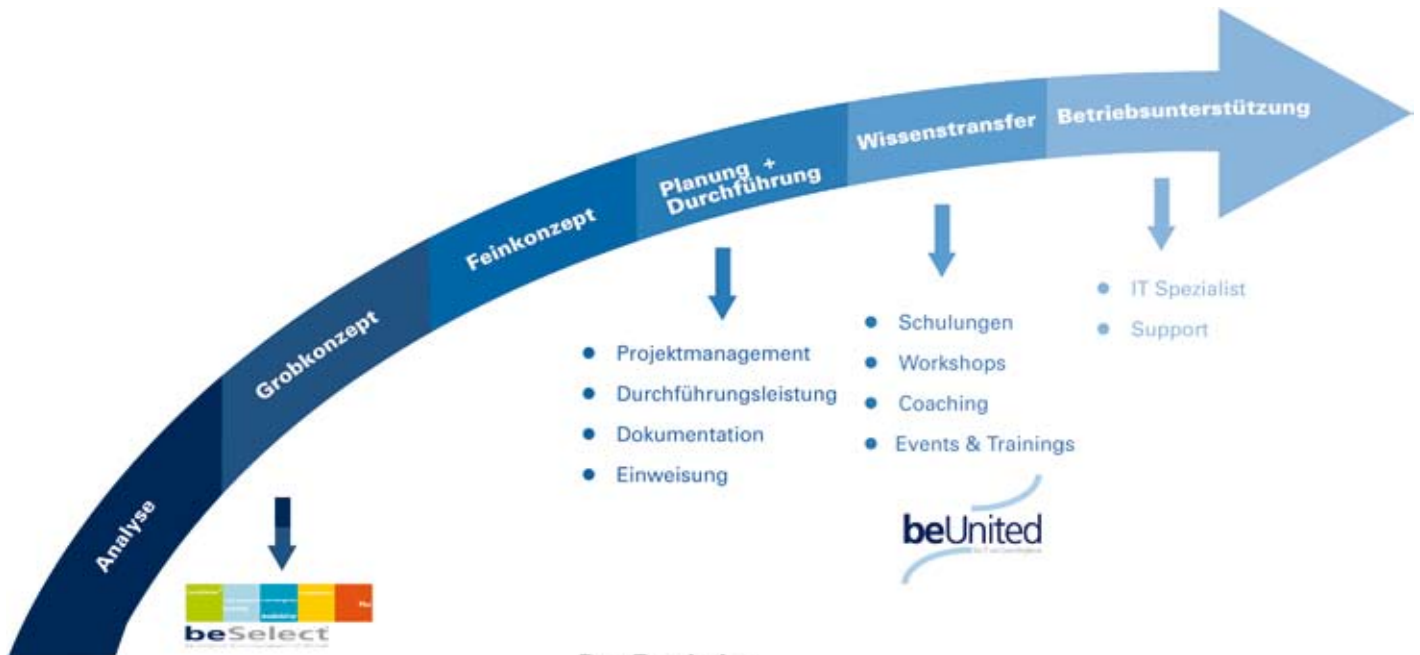 Analyse
Grobkonzept
Feinkonzept
Planung +
Durchführung
Wissenstransfer
Betriebsunterstützung
beSelect
• Projektmanagement
• Durchführungsleistung
• Dokumentation
• Einweisung
• Schulungen
• Workshops
• Coaching
• Events & Trainings
beUnited
• IT Spezialist
• Support